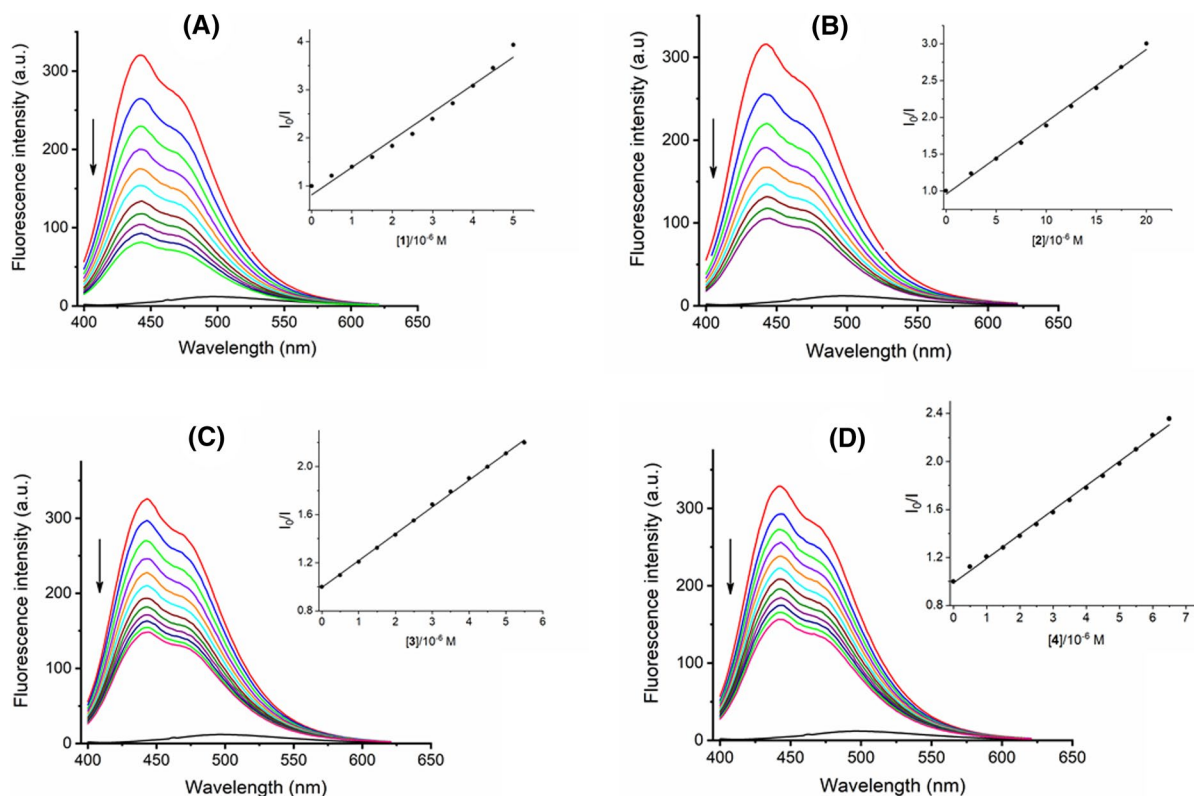 (A)
Fluorescence intensity (a.u.)
300
200
100
0
400 450 500 550 600 650
Wavelength (nm)
I₀/I
4
3
2
1
0 1 2 3 4 5
[1]/10⁻⁶ M
(B)
Fluorescence intensity (a.u)
300
200
100
0
400 450 500 550 600 650
Wavelength (nm)
I₀/I
3.0
2.5
2.0
1.5
1.0
0 5 10 15 20
[2]/10⁻⁶ M
(C)
Fluorescence intensity (a.u.)
300
200
100
0
400 450 500 550 600 650
Wavelength (nm)
I₀/I
2.0
1.6
1.2
0.8
0 1 2 3 4 5 6
[3]/10⁻⁶ M
(D)
Fluorescence intensity (a.u.)
300
200
100
0
400 450 500 550 600 650
Wavelength (nm)
I₀/I
2.4
2.0
1.6
1.2
0.8
0 1 2 3 4 5 6 7
[4]/10⁻⁶ M